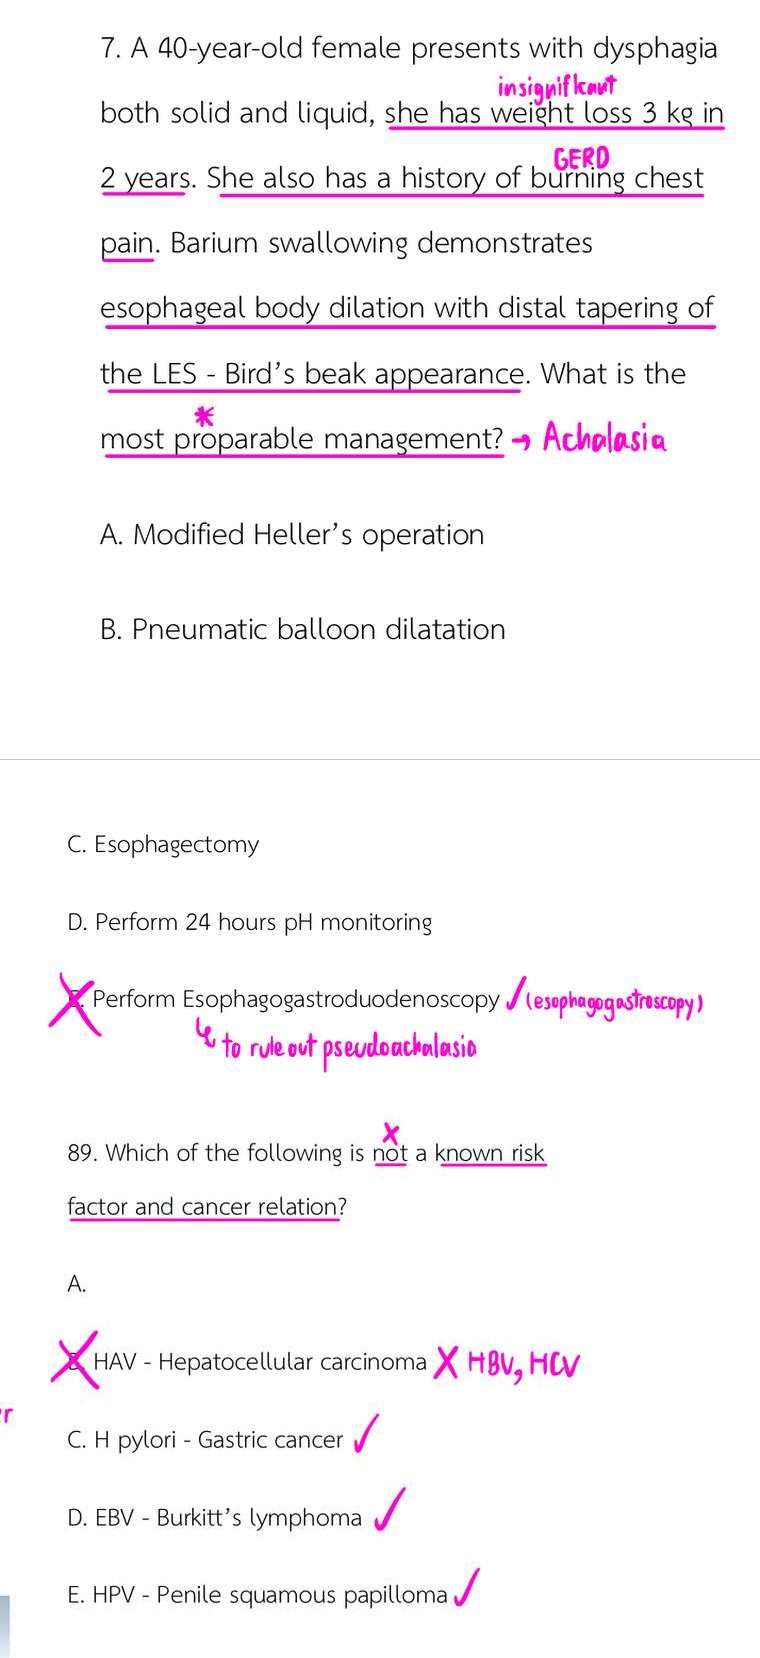 7. A 40-year-old female presents with dysphagia
insignifkant
both solid and liquid, she has weight loss 3 kg in
GERD
2 years. She also has a history of burning chest
pain. Barium swallowing demonstrates
esophageal body dilation with distal tapering of
the LES - Bird's beak appearance. What is the
*
most proparable management? → Achalasia
A. Modified Heller's operation
B. Pneumatic balloon dilatation
C. Esophagectomy
D. Perform 24 hours pH monitoring
E. Perform Esophagogastroduodenoscopy ✓ (esophagogastroscopy)
↳ to rule out pseudoachalasia
X
89. Which of the following is not a known risk
factor and cancer relation?
A.
B. HAV - Hepatocellular carcinoma X HBV, HCV
er
C. H pylori - Gastric cancer ✓
D. EBV - Burkitt's lymphoma ✓
E. HPV - Penile squamous papilloma ✓